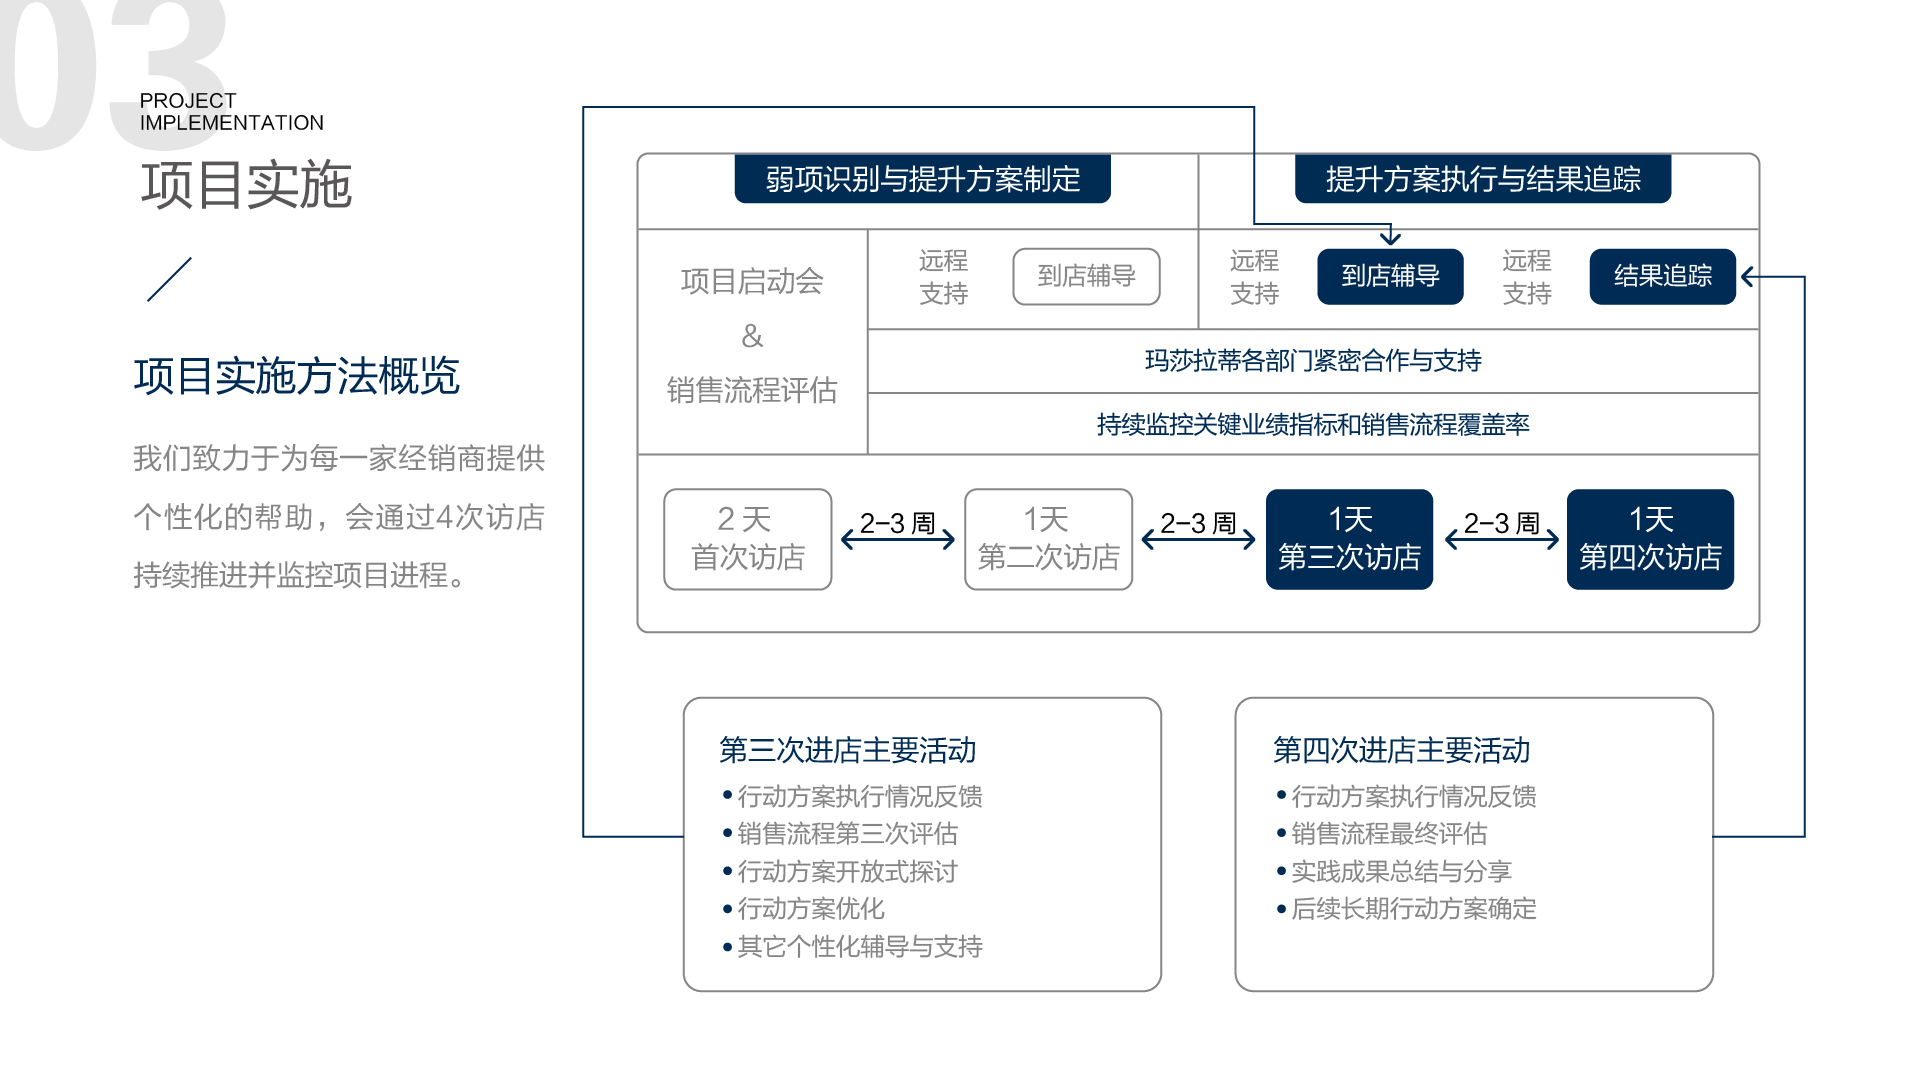 03
PROJECT
IMPLEMENTATION
项目实施
项目实施方法概览
我们致力于为每一家经销商提供
个性化的帮助，会通过4次访店
持续推进并监控项目进程。
弱项识别与提升方案制定
提升方案执行与结果追踪
项目启动会
&
销售流程评估
远程
支持
到店辅导
远程
支持
到店辅导
远程
支持
结果追踪
玛莎拉蒂各部门紧密合作与支持
持续监控关键业绩指标和销售流程覆盖率
2 天
首次访店
2-3 周
1天
第二次访店
2-3 周
1天
第三次访店
2-3 周
1天
第四次访店
第三次进店主要活动
•行动方案执行情况反馈
•销售流程第三次评估
•行动方案开放式探讨
•行动方案优化
•其它个性化辅导与支持
第四次进店主要活动
•行动方案执行情况反馈
•销售流程最终评估
•实践成果总结与分享
•后续长期行动方案确定